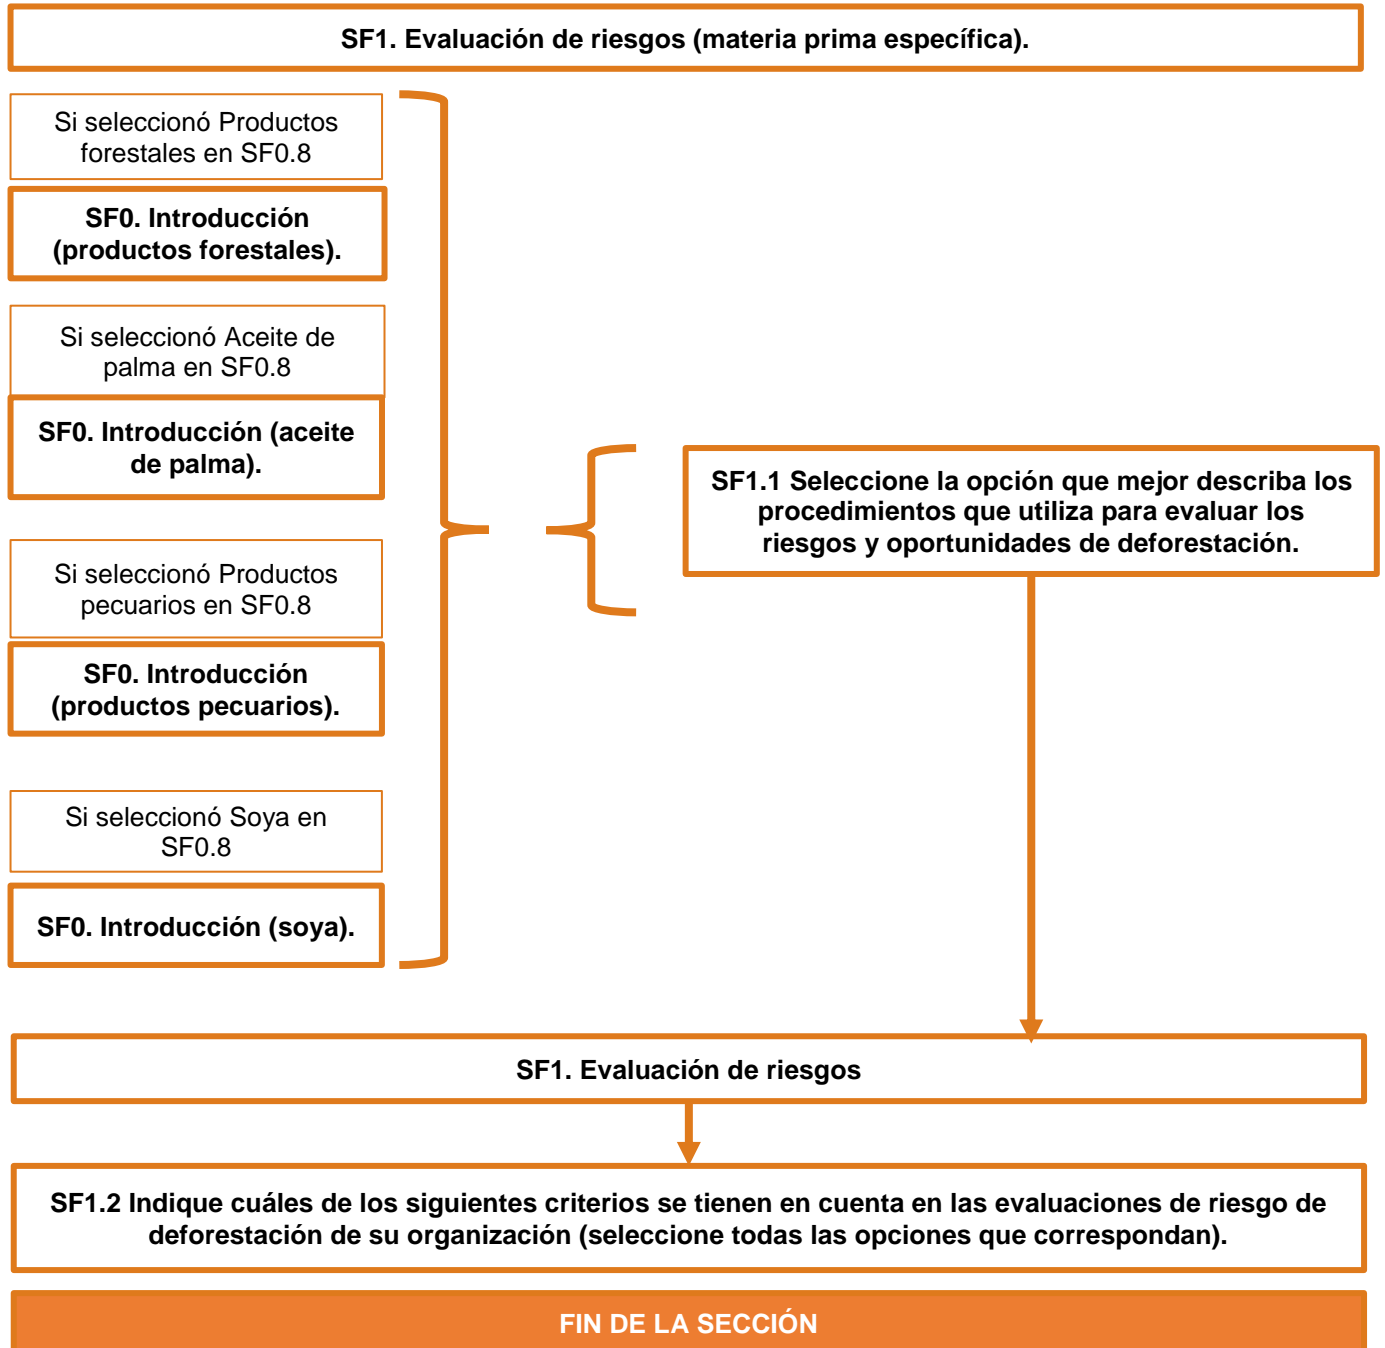 SF1. Evaluación de riesgos (materia prima específica).
Si seleccionó Productos
forestales en SF0.8
SF0. Introducción
(productos forestales).
Si seleccionó Aceite de
palma en SF0.8
SF0. Introducción (aceite
de palma).
SF1.1 Seleccione la opción que mejor describa los
procedimientos que utiliza para evaluar los
riesgos y oportunidades de deforestación.
Si seleccionó Productos
pecuarios en SF0.8
SF0. Introducción
(productos pecuarios).
Si seleccionó Soya en
SF0.8
SF0. Introducción (soya).
SF1. Evaluación de riesgos
SF1.2 Indique cuáles de los siguientes criterios se tienen en cuenta en las evaluaciones de riesgo de
deforestación de su organización (seleccione todas las opciones que correspondan).
FIN DE LA SECCIÓN